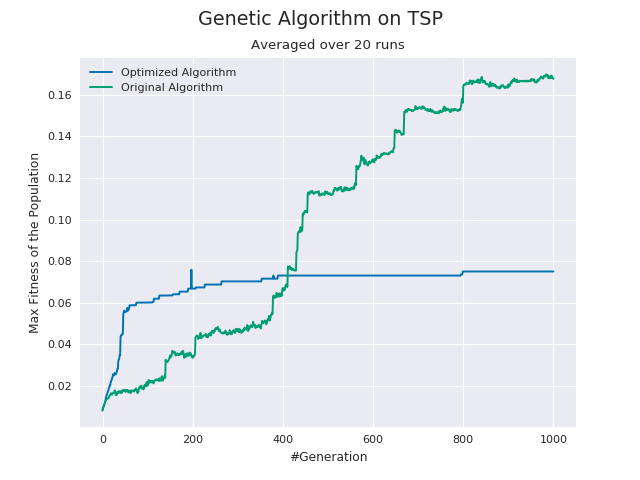 Genetic Algorithm on TSP
Averaged over 20 runs
Optimized Algorithm
Original Algorithm
Max Fitness of the Population
0.16
0.14
0.12
0.10
0.08
0.06
0.04
0.02
0 200 400 600 800 1000
#Generation